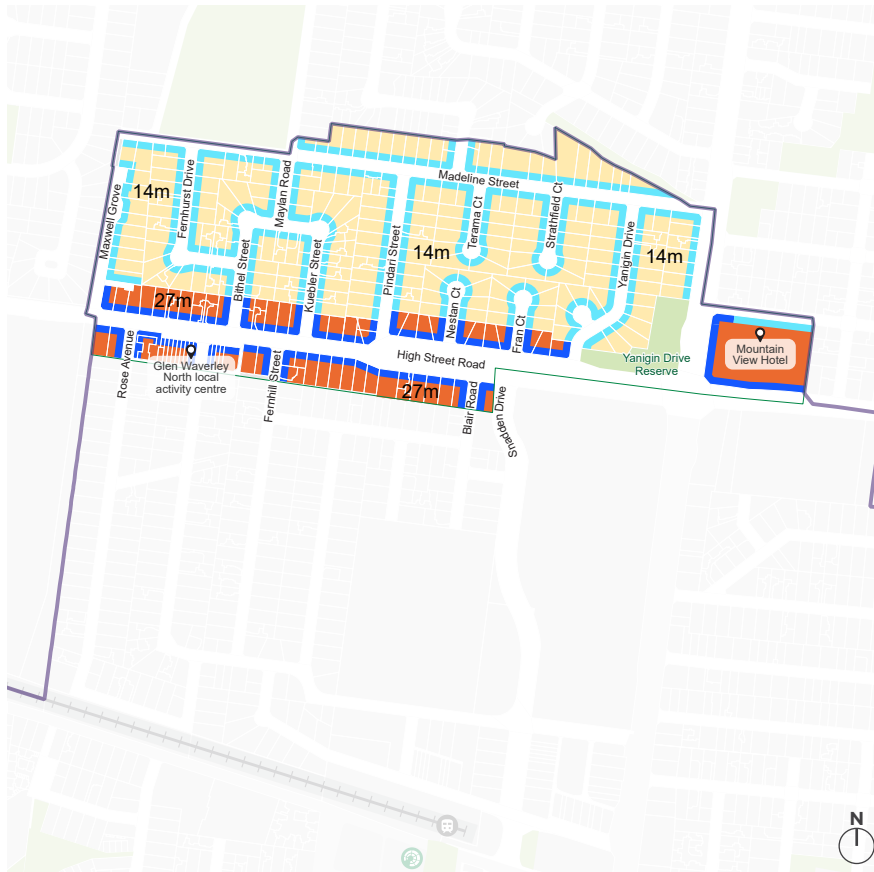 Madeline Street
Maxwell Grove
14m
Fernhurst Drive
Maylan Road
Bithel Street
Kuebler Street
Pindari Street
14m
Terama Ct
Strathfield Ct
Yanigin Drive
14m
27m
Nestan Ct
Fran Ct
Mountain
View Hotel
Yanigin Drive
Reserve
High Street Road
Rose Avenue
Glen Waverley
North local
activity centre
Fernhill Street
27m
Blair Road
Snadden Drive
N